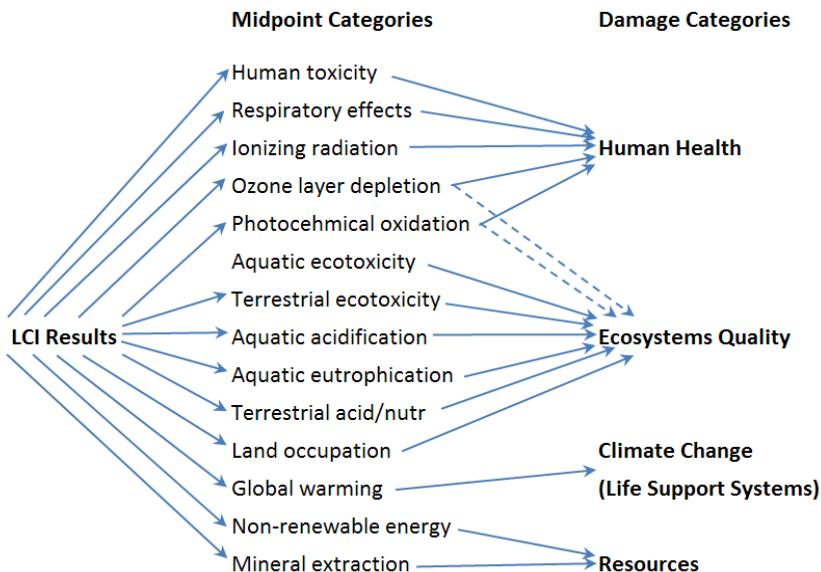 Midpoint Categories
Damage Categories
Human toxicity
Respiratory effects
Ionizing radiation
Human Health
Ozone layer depletion
Photocehmical oxidation
Aquatic ecotoxicity
Terrestrial ecotoxicity
LCI Results
Aquatic acidification
Ecosystems Quality
Aquatic eutrophication
Terrestrial acid/nutr
Land occupation
Climate Change
Global warming
(Life Support Systems)
Non-renewable energy
Mineral extraction
Resources